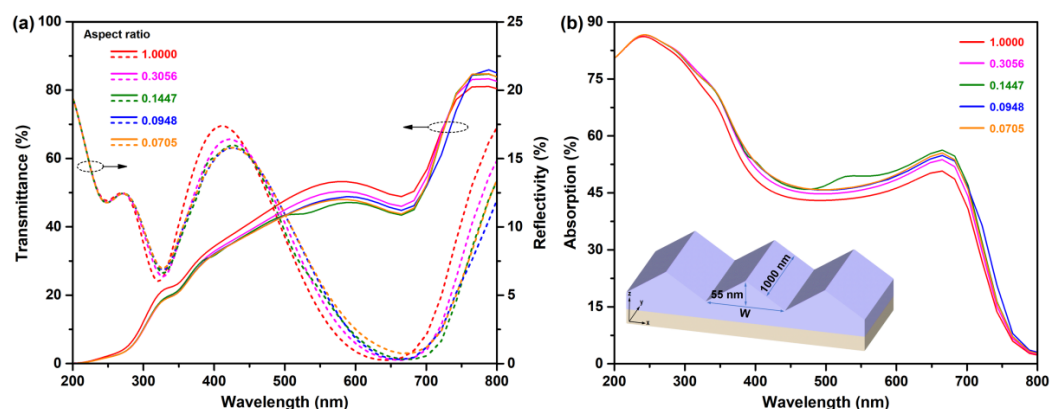 (a)
Aspect ratio
1.0000
0.3056
0.1447
0.0948
0.0705
Transmittance (%)
0
20
40
60
80
100
Reflectivity (%)
0
5
10
15
20
25
200 300 400 500 600 700 800
Wavelength (nm)
(b)
1.0000
0.3056
0.1447
0.0948
0.0705
Absorption (%)
0
15
30
45
60
75
90
55 nm
1000 nm
W
z
y
x
200 300 400 500 600 700 800
Wavelength (nm)